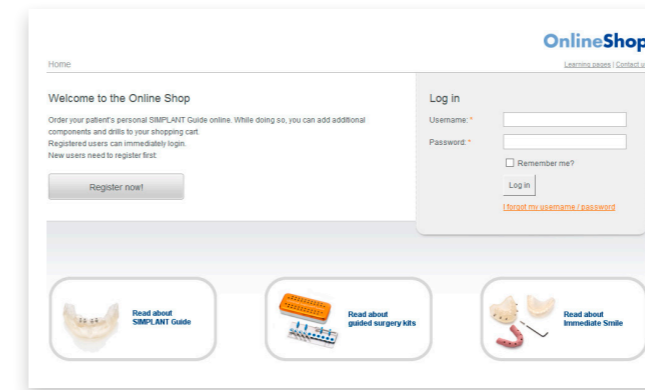 OnlineShop
Home
Learning pages | Contact us
Welcome to the Online Shop
Order your patient's personal SIMPLANT Guide online. While doing so, you can add additional
components and drills to your shopping cart.
Registered users can immediately login.
New users need to register first.
Register now!
Log in
Username: *
Password: *
Remember me?
Log in
I forgot my username / password
Read about
SIMPLANT Guide
Read about
guided surgery kits
Read about
Immediate Smile